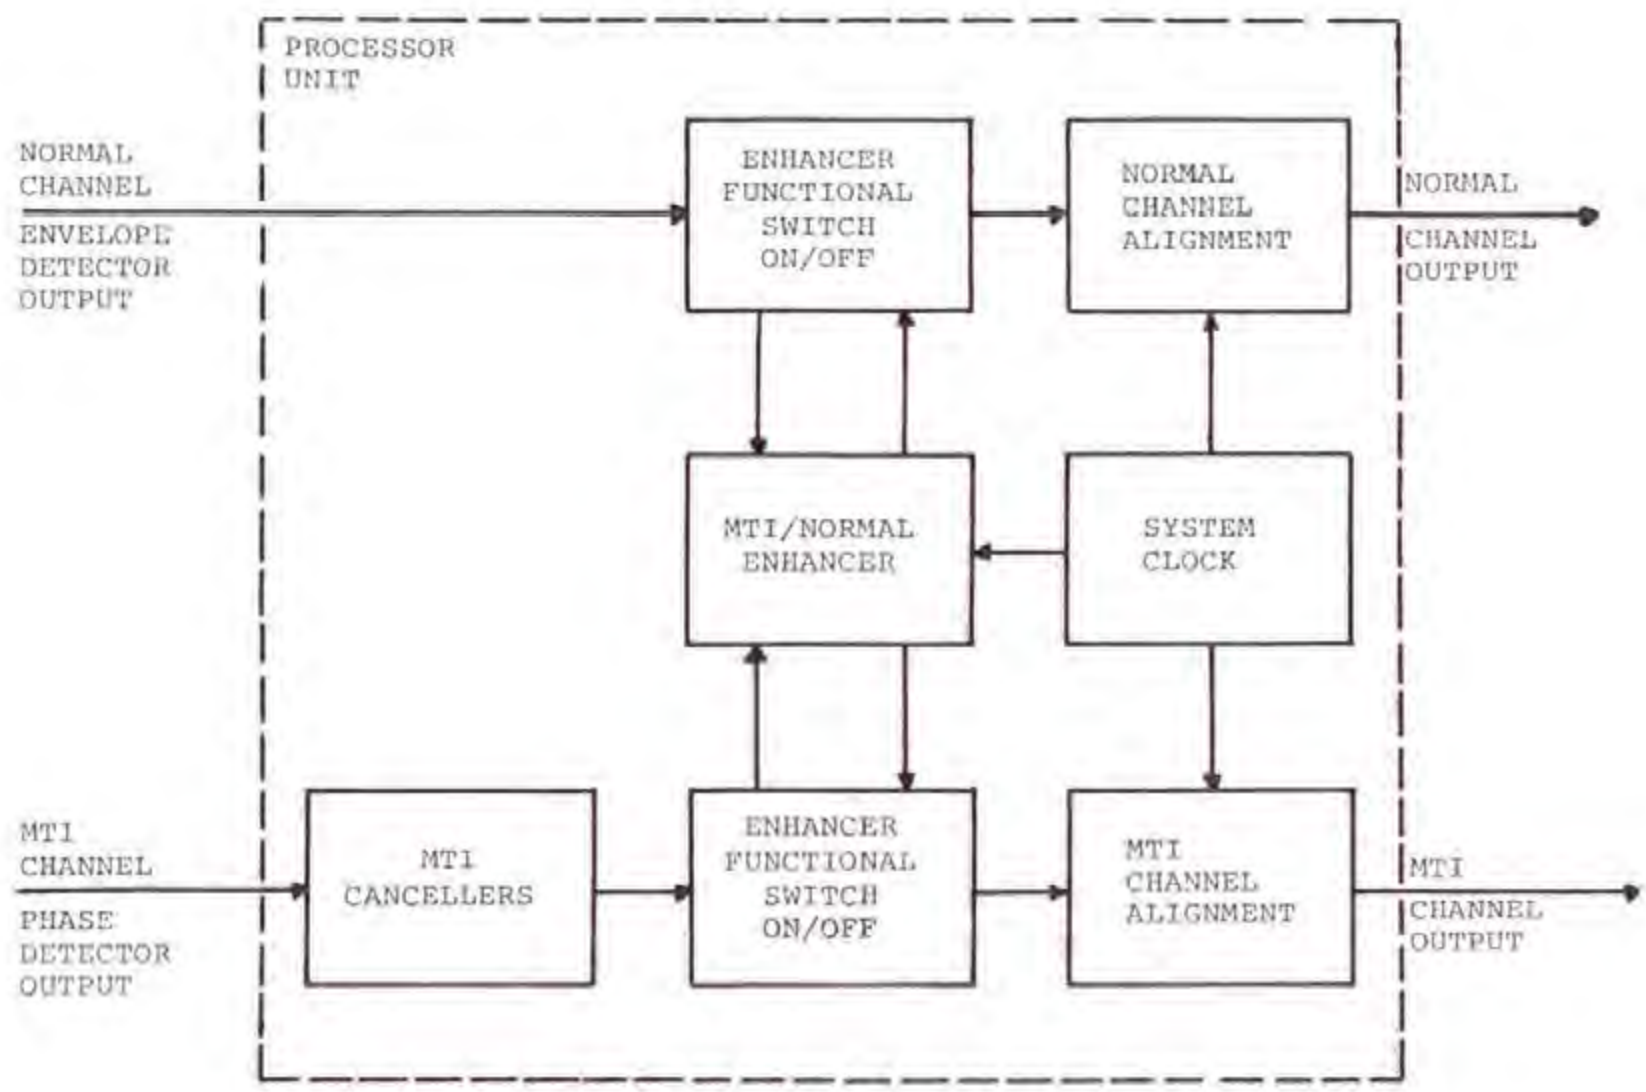 PROCESSOR
UNIT
NORMAL
CHANNEL
ENVELOPE
DETECTOR
OUTPUT
ENHANCER
FUNCTIONAL
SWITCH
ON/OFF
NORMAL
CHANNEL
ALIGNMENT
NORMAL
CHANNEL
OUTPUT
MTI/NORMAL
ENHANCER
SYSTEM
CLOCK
MTI
CHANNEL
PHASE
DETECTOR
OUTPUT
MTI
CANCELLERS
ENHANCER
FUNCTIONAL
SWITCH
ON/OFF
MTI
CHANNEL
ALIGNMENT
MTI
CHANNEL
OUTPUT